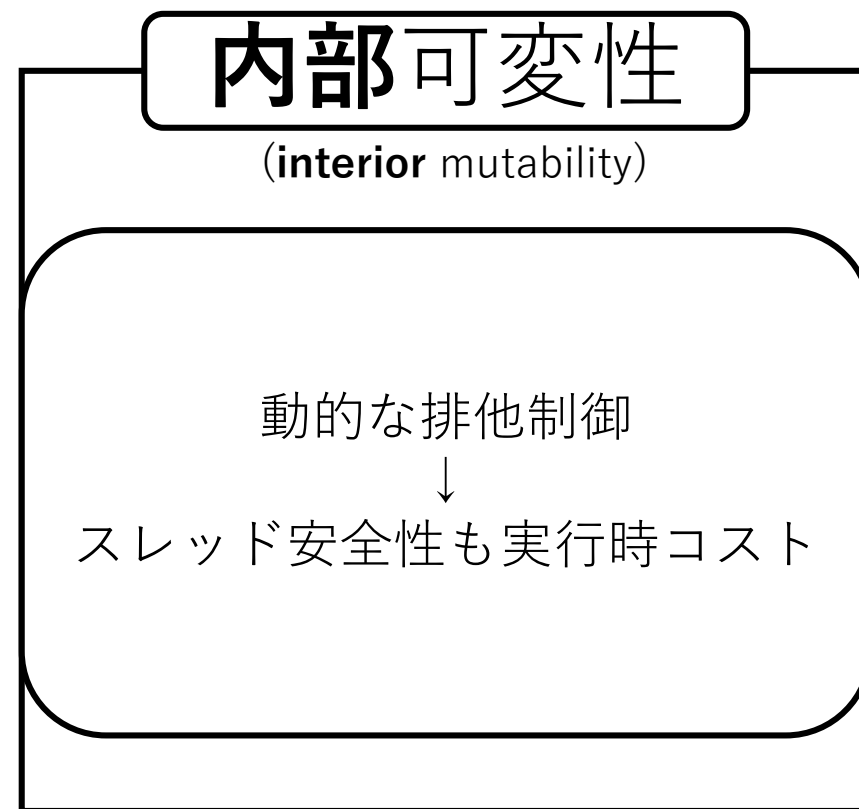 内部可変性
(interior mutability)
動的な排他制御
↓
スレッド安全性も実行時コスト